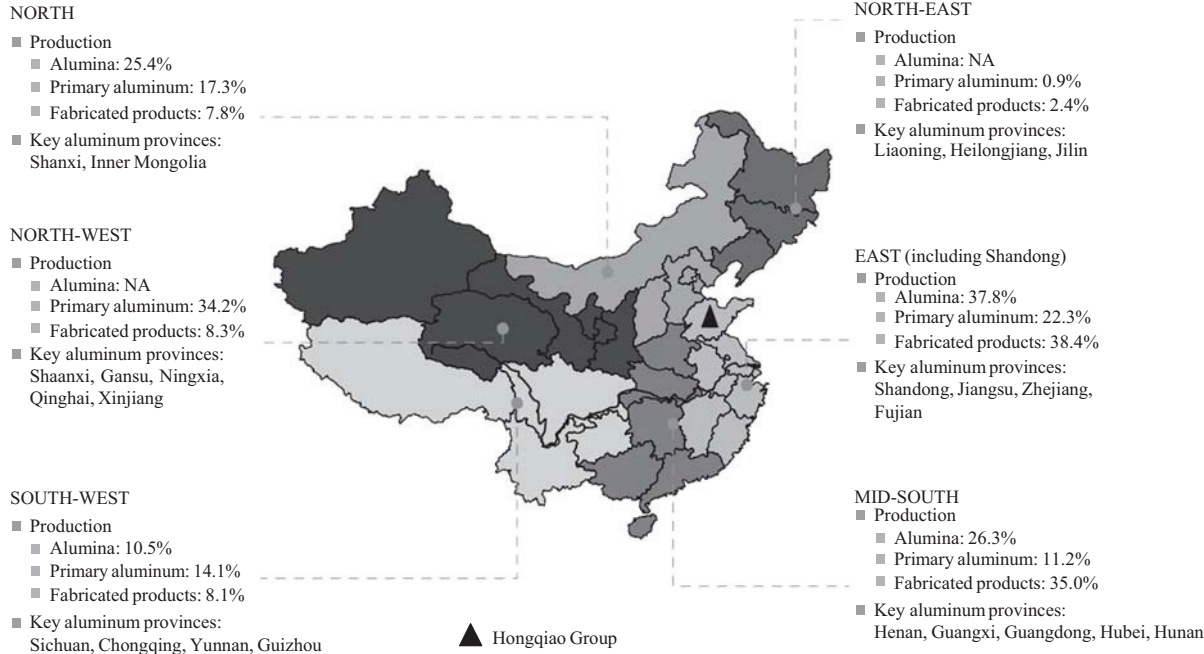 NORTH
Production
Alumina: 25.4%
Primary aluminum: 17.3%
Fabricated products: 7.8%
Key aluminum provinces:
Shanxi, Inner Mongolia
NORTH-WEST
Production
Alumina: NA
Primary aluminum: 34.2%
Fabricated products: 8.3%
Key aluminum provinces:
Shaanxi, Gansu, Ningxia,
Qinghai, Xinjiang
SOUTH-WEST
Production
Alumina: 10.5%
Primary aluminum: 14.1%
Fabricated products: 8.1%
Key aluminum provinces:
Sichuan, Chongqing, Yunnan, Guizhou
Hongqiao Group
NORTH-EAST
Production
Alumina: NA
Primary aluminum: 0.9%
Fabricated products: 2.4%
Key aluminum provinces:
Liaoning, Heilongjiang, Jilin
EAST (including Shandong)
Production
Alumina: 37.8%
Primary aluminum: 22.3%
Fabricated products: 38.4%
Key aluminum provinces:
Shandong, Jiangsu, Zhejiang,
Fujian
MID-SOUTH
Production
Alumina: 26.3%
Primary aluminum: 11.2%
Fabricated products: 35.0%
Key aluminum provinces:
Henan, Guangxi, Guangdong, Hubei, Hunan